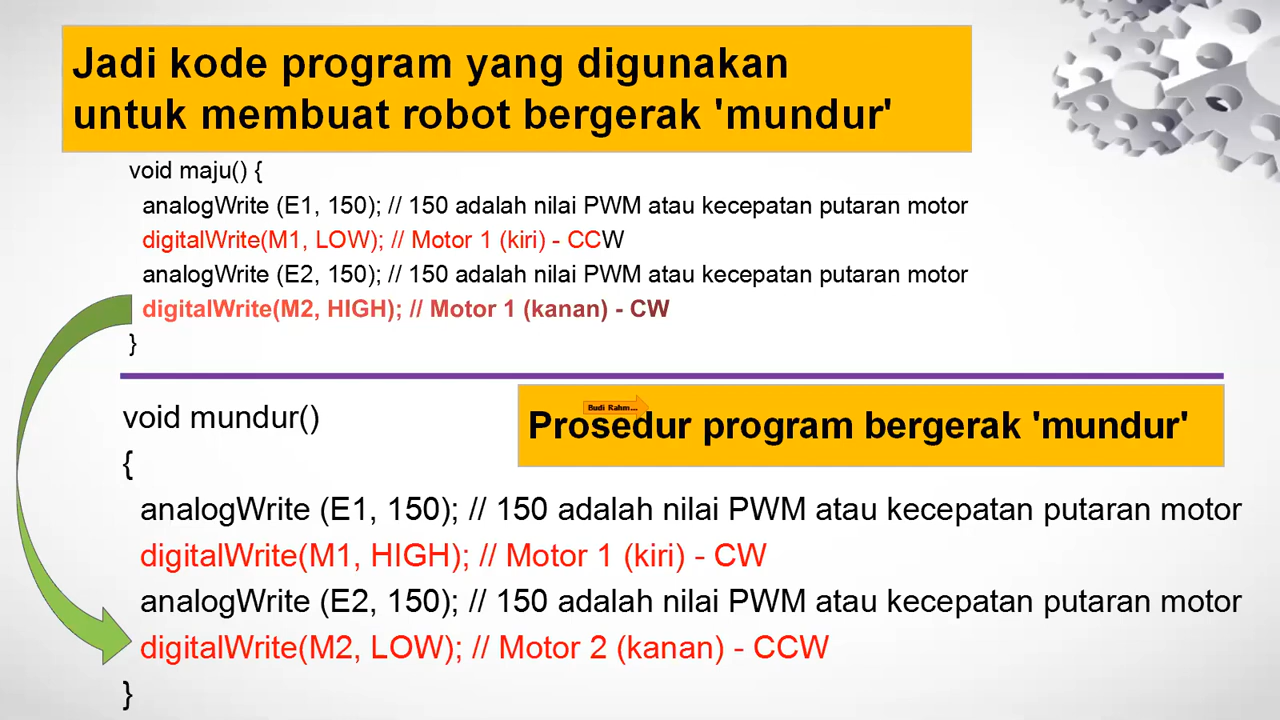 Jadi kode program yang digunakan
untuk membuat robot bergerak 'mundur'
void maju() {
analogWrite (E1, 150); // 150 adalah nilai PWM atau kecepatan putaran motor
digitalWrite(M1, LOW); // Motor 1 (kiri) - CCW
analogWrite (E2, 150); // 150 adalah nilai PWM atau kecepatan putaran motor
digitalWrite(M2, HIGH); // Motor 1 (kanan) - CW
}
void mundur()
Budi Rahm...
Prosedur program bergerak 'mundur'
{
analogWrite (E1, 150); // 150 adalah nilai PWM atau kecepatan putaran motor
digitalWrite(M1, HIGH); // Motor 1 (kiri) - CW
analogWrite (E2, 150); // 150 adalah nilai PWM atau kecepatan putaran motor
digitalWrite(M2, LOW); // Motor 2 (kanan) - CCW
}